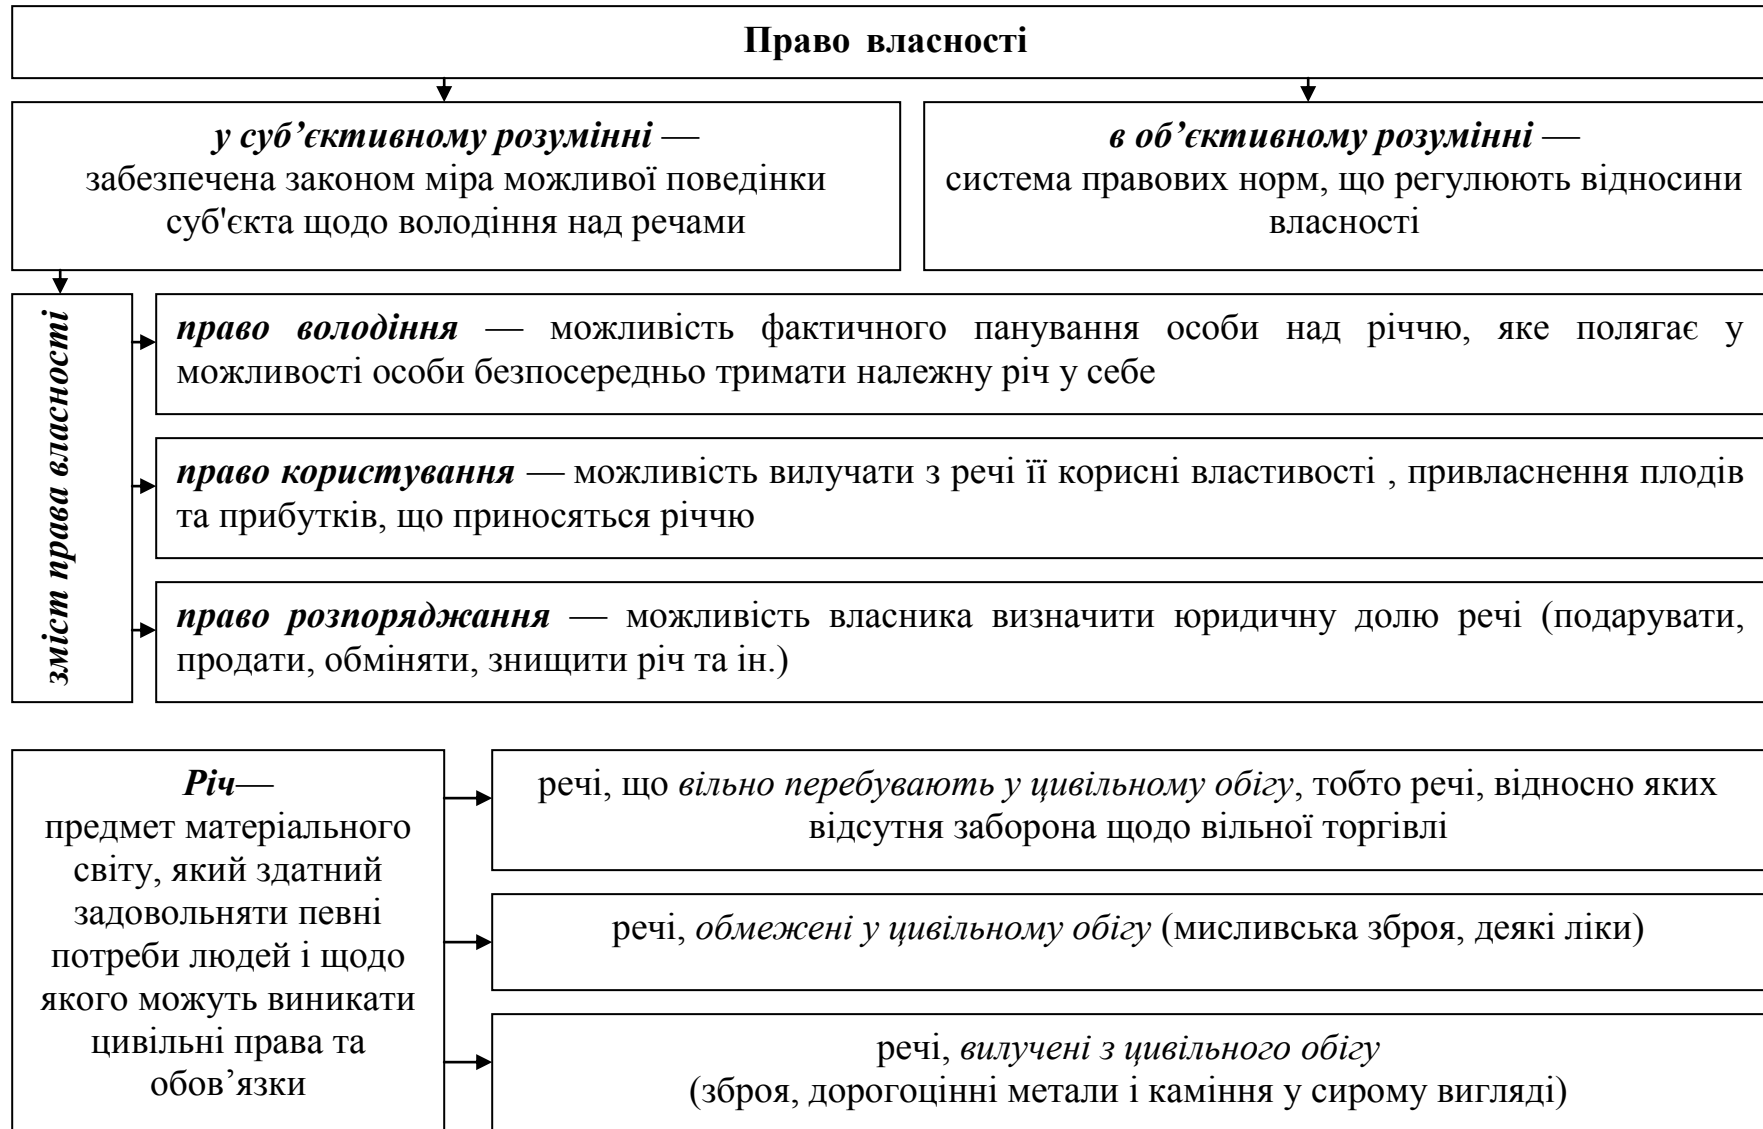 Право власності
у суб’єктивному розумінні —
забезпечена законом міра можливої поведінки
суб'єкта щодо володіння над речами
в об’єктивному розумінні —
система правових норм, що регулюють відносини
власності
зміст права власності
право володіння — можливість фактичного панування особи над річчю, яке полягає у
можливості особи безпосередньо тримати належну річ у себе
право користування — можливість вилучати з речі її корисні властивості , привласнення плодів
та прибутків, що приносяться річчю
право розпоряджання — можливість власника визначити юридичну долю речі (подарувати,
продати, обміняти, знищити річ та ін.)
Річ—
предмет матеріального
світу, який здатний
задовольняти певні
потреби людей і щодо
якого можуть виникати
цивільні права та
обов’язки
речі, що вільно перебувають у цивільному обігу, тобто речі, відносно яких
відсутня заборона щодо вільної торгівлі
речі, обмежені у цивільному обігу (мисливська зброя, деякі ліки)
речі, вилучені з цивільного обігу
(зброя, дорогоцінні метали і каміння у сирому вигляді)